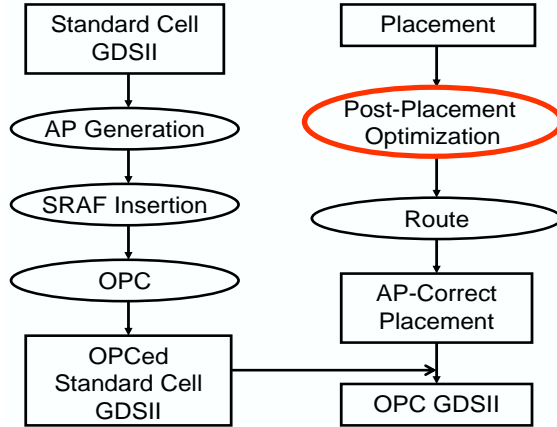 Standard Cell
GDSII
AP Generation
SRAF Insertion
OPC
OPCed
Standard Cell
GDSII
Placement
Post-Placement
Optimization
Route
AP-Correct
Placement
OPC GDSII